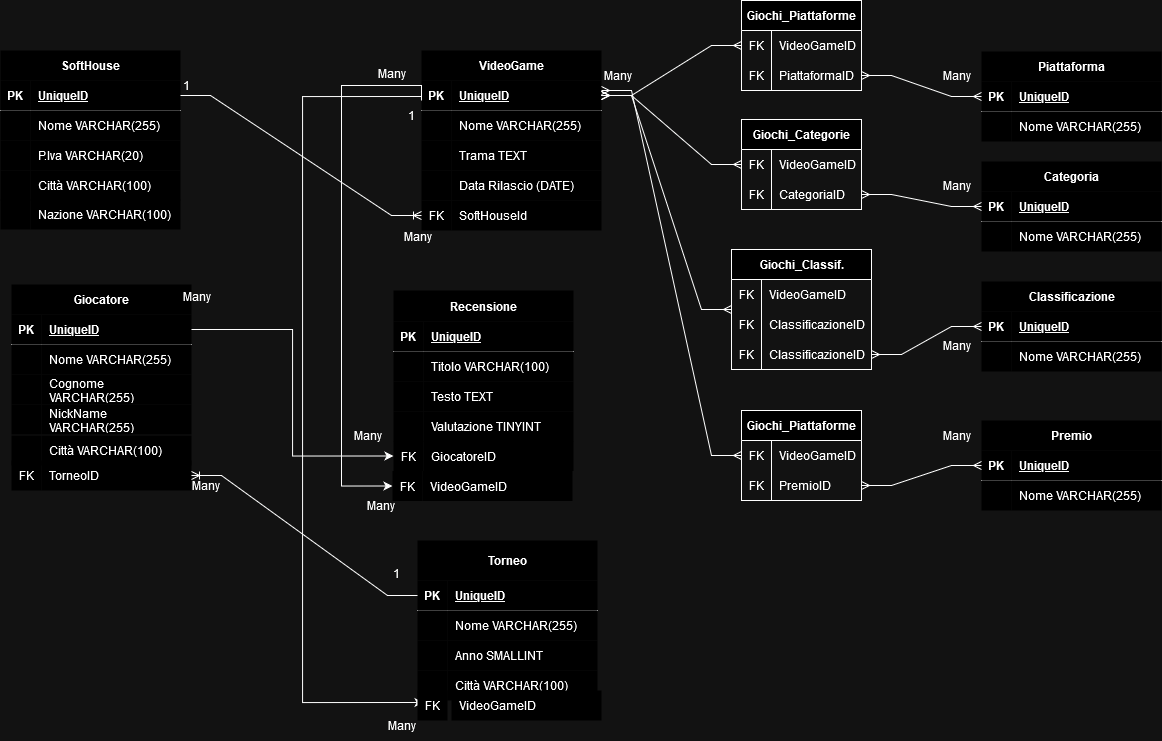 SoftHouse
1
PK UniqueID
Nome VARCHAR(255)
P.Iva VARCHAR(20)
Città VARCHAR(100)
Nazione VARCHAR(100)
Many
VideoGame
PK UniqueID
1
Nome VARCHAR(255)
Trama TEXT
Data Rilascio (DATE)
FK SoftHouseId
Many
Many
Giochi_Piattaforme
FK VideoGameID
FK PiattaformaID
Many
Piattaforma
PK UniqueID
Nome VARCHAR(255)
Giochi_Categorie
FK VideoGameID
FK CategoriaID
Many
Categoria
PK UniqueID
Nome VARCHAR(255)
Giochi_Classif.
FK VideoGameID
FK ClassificazioneID
FK ClassificazioneID
Many
Classificazione
PK UniqueID
Nome VARCHAR(255)
Giochi_Piattaforme
FK VideoGameID
FK PremioID
Many
Premio
PK UniqueID
Nome VARCHAR(255)
Giocatore
Many
PK UniqueID
Nome VARCHAR(255)
Cognome
VARCHAR(255)
NickName
VARCHAR(255)
Città VARCHAR(100)
FK TorneoID
Many
Recensione
PK UniqueID
Titolo VARCHAR(100)
Testo TEXT
Valutazione TINYINT
Many
FK GiocatoreID
FK VideoGameID
Many
Torneo
1
PK UniqueID
Nome VARCHAR(255)
Anno SMALLINT
Città VARCHAR(100)
FK VideoGameID
Many